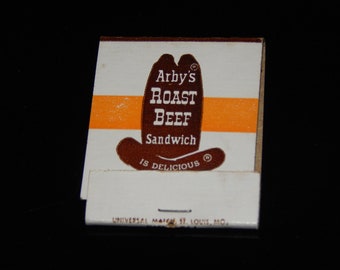 Arby's ®
ROAST
BEEF
Sandwich
IS DELICIOUS ®
UNIVERSAL MATCH, ST. LOUIS, MO.